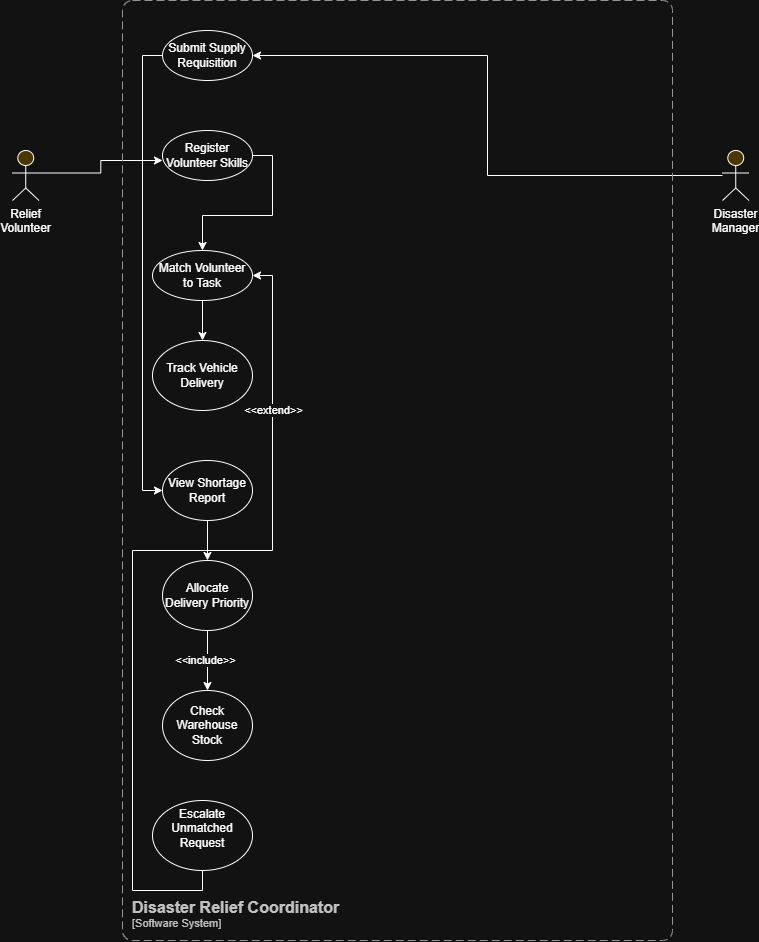 Submit Supply
Requisition
Register
Volunteer Skills
Relief
Volunteer
Disaster
Manager
Match Volunteer
to Task
Track Vehicle
Delivery
<<extend>>
View Shortage
Report
Allocate
Delivery Priority
<<include>>
Check
Warehouse
Stock
Escalate
Unmatched
Request
Disaster Relief Coordinator
[Software System]